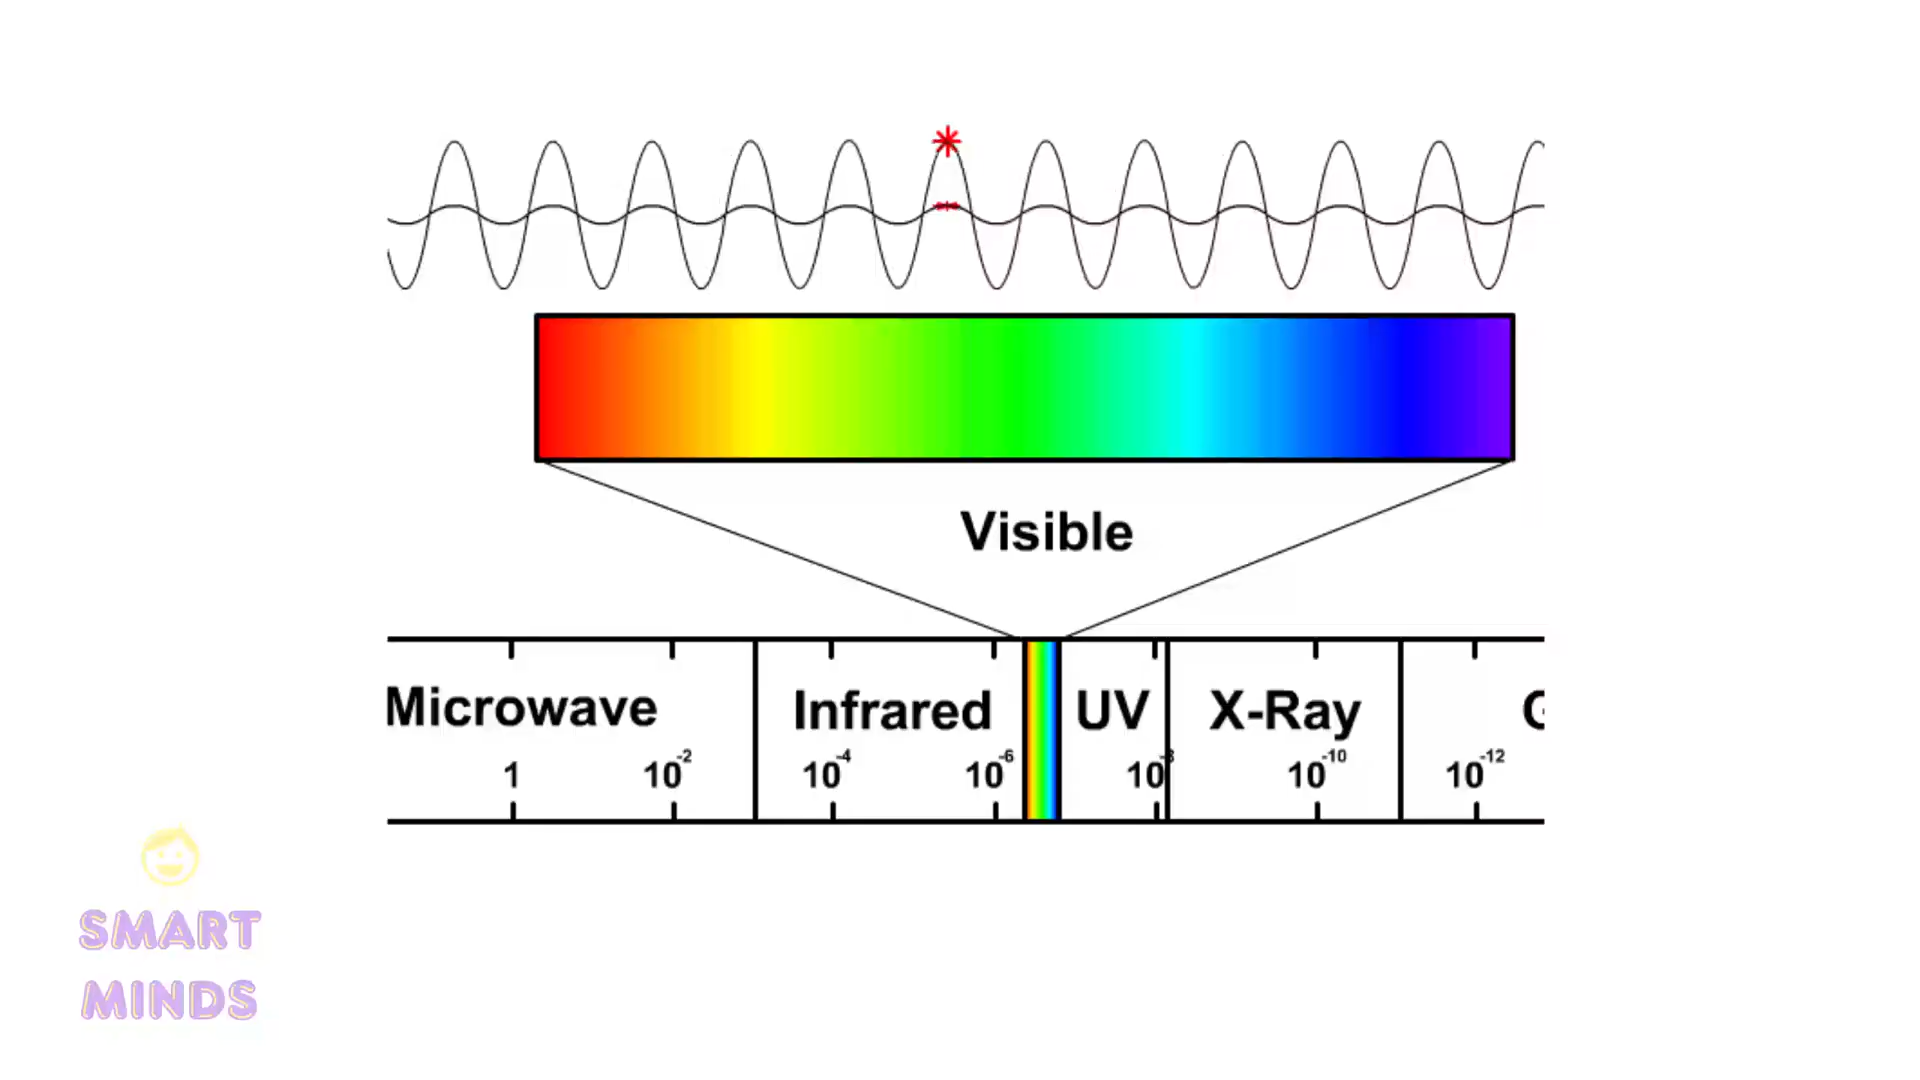 Visible
Microwave Infrared UV X-Ray
1 10-2 10-4 10-6 10-10 10-12
SMART
MINDS